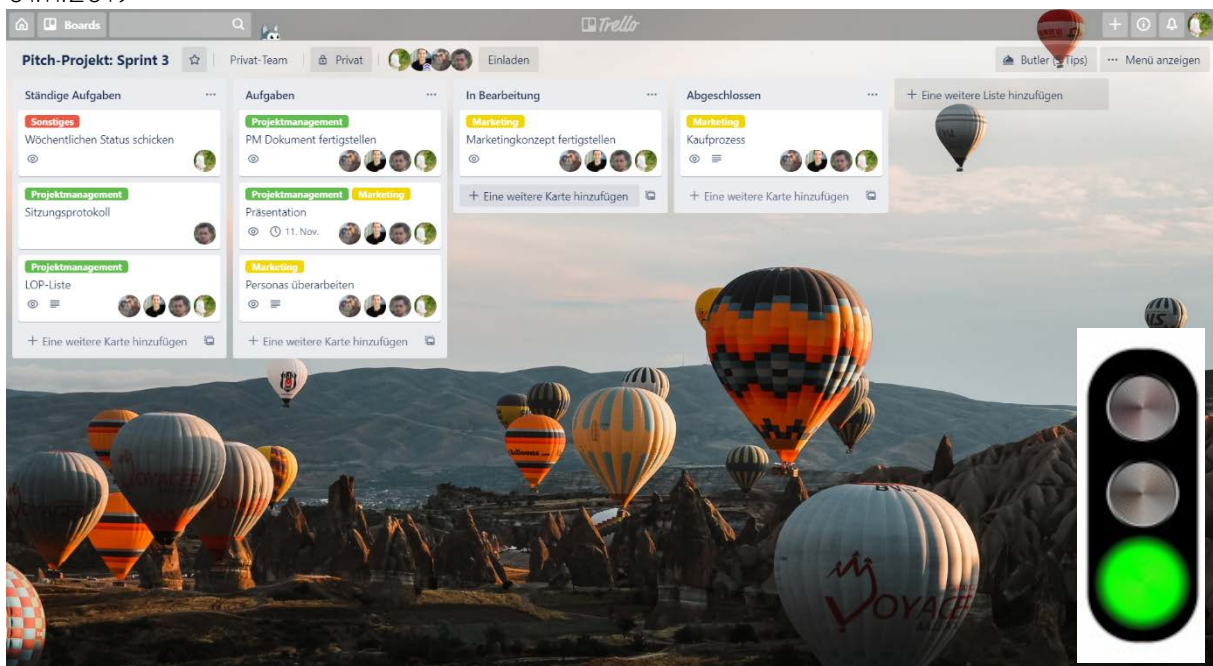 Boards
Trello
Pitch-Projekt: Sprint 3
Privat-Team
Privat
Einladen
Butler
Tips)
Menü anzeigen
Ständige Aufgaben
Sonstiges
Wöchentlichen Status schicken
Projektmanagement
Sitzungsprotokoll
Projektmanagement
LOP-Liste
+ Eine weitere Karte hinzufügen
Aufgaben
Projektmanagement
PM Dokument fertigstellen
Projektmanagement Marketing
Präsentation
11. Nov.
Marketing
Personas überarbeiten
+ Eine weitere Karte hinzufügen
In Bearbeitung
Marketing
Marketingkonzept fertigstellen
+ Eine weitere Karte hinzufügen
Abgeschlossen
Marketing
Kaufprozess
+ Eine weitere Karte hinzufügen
+ Eine weitere Liste hinzufügen
VOYAGER
VOYAGE